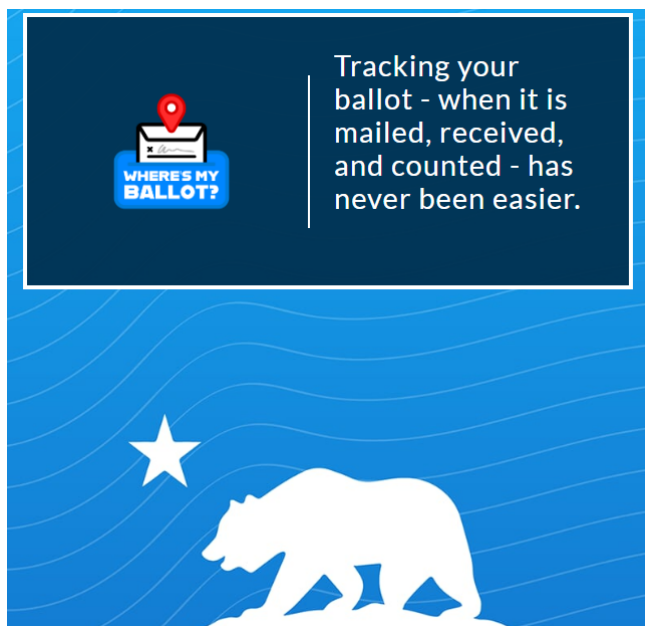 WHERE'S MY
BALLOT?
Tracking your
ballot - when it is
mailed, received,
and counted - has
never been easier.